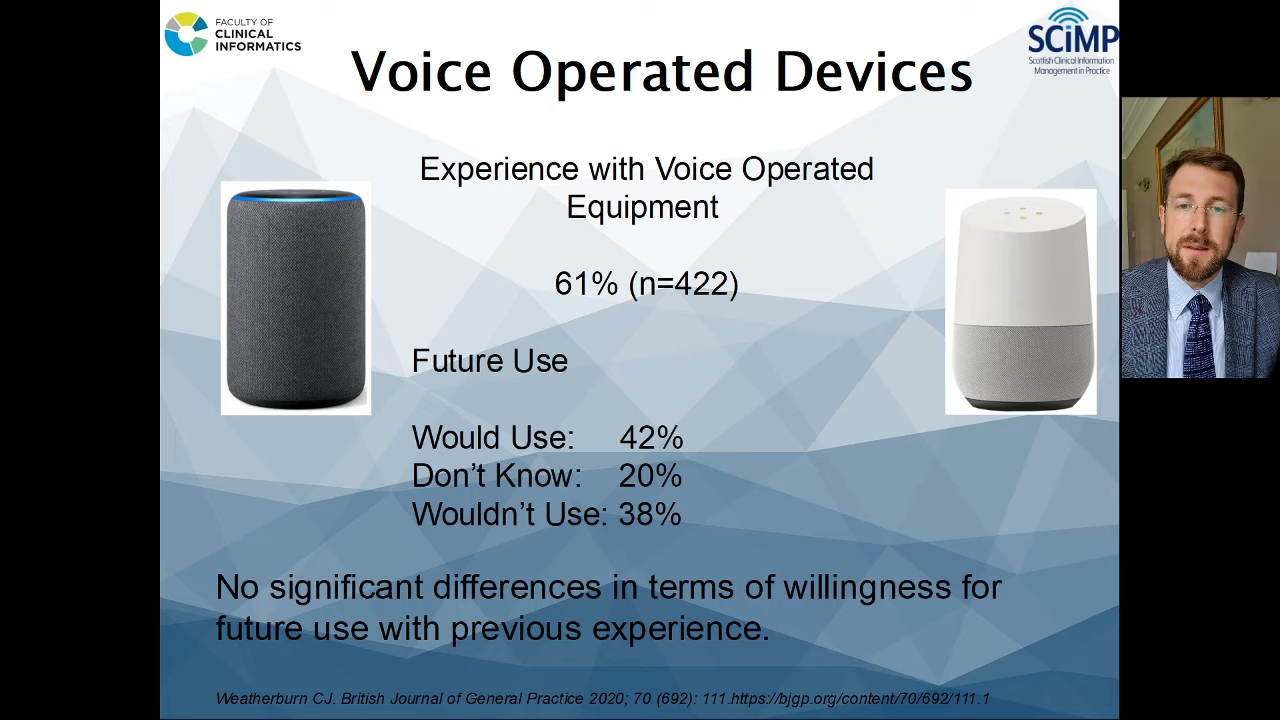 FACULTY OF
CLINICAL
INFORMATICS
SCiMP
Scottish Clinical Information
Management in Practice
Voice Operated Devices
Experience with Voice Operated
Equipment
61% (n=422)
Future Use
Would Use: 42%
Don’t Know: 20%
Wouldn’t Use: 38%
No significant differences in terms of willingness for
future use with previous experience.
Weatherburn CJ. British Journal of General Practice 2020; 70 (692): 111.https://bjgp.org/content/70/692/111.1